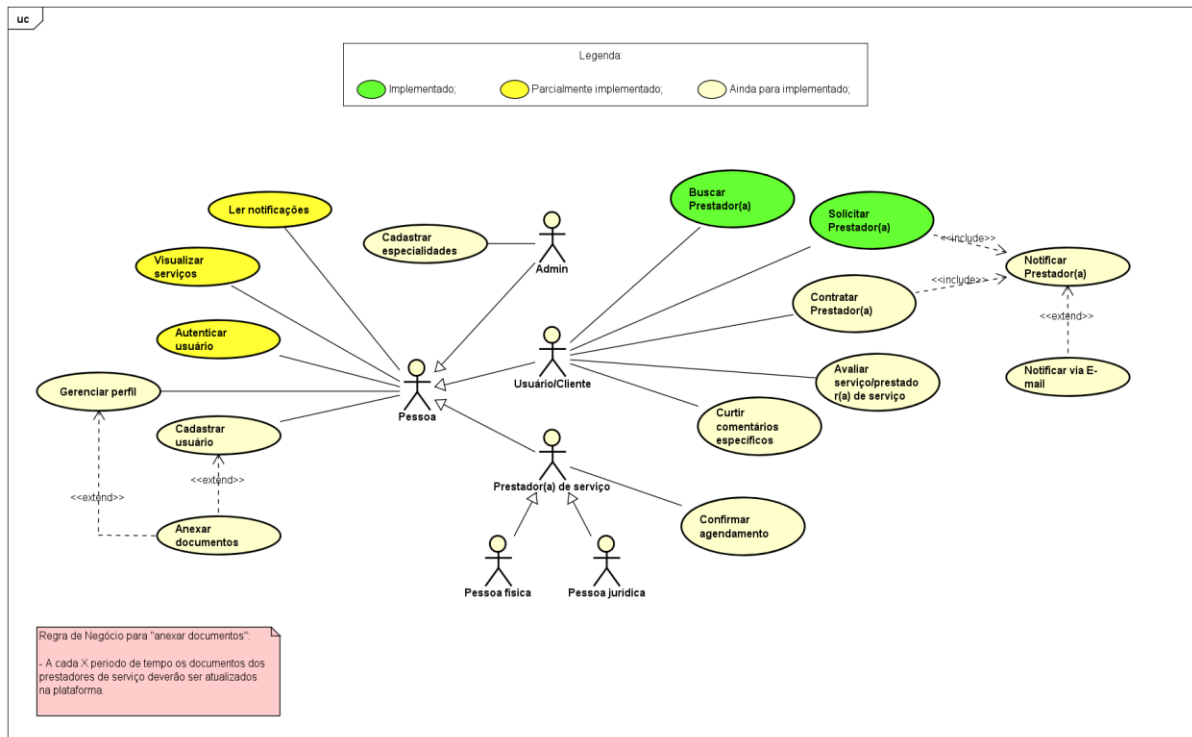 uc
Legenda:
Implementado;
Parcialmente implementado;
Ainda para implementado;
Ler notificações
Visualizar
serviços
Autenticar
usuário
Gerenciar perfil
Cadastrar
usuário
<<extend>>
<<extend>>
Anexar
documentos
Cadastrar
especialidades
Admin
Pessoa
Usuário/Cliente
Prestador(a) de serviço
Pessoa física
Pessoa jurídica
Buscar
Prestador(a)
Solicitar
Prestador(a)
<<include>>
Contratar
Prestador(a)
<<include>>
Notificar
Prestador(a)
<<extend>>
Notificar via E-
mail
Avaliar
serviço/prestado
r(a) de serviço
Curtir
comentários
específicos
Confirmar
agendamento
Regra de Negócio para "anexar documentos":
- A cada X periodo de tempo os documentos dos
prestadores de serviço deverão ser atualizados
na plataforma.